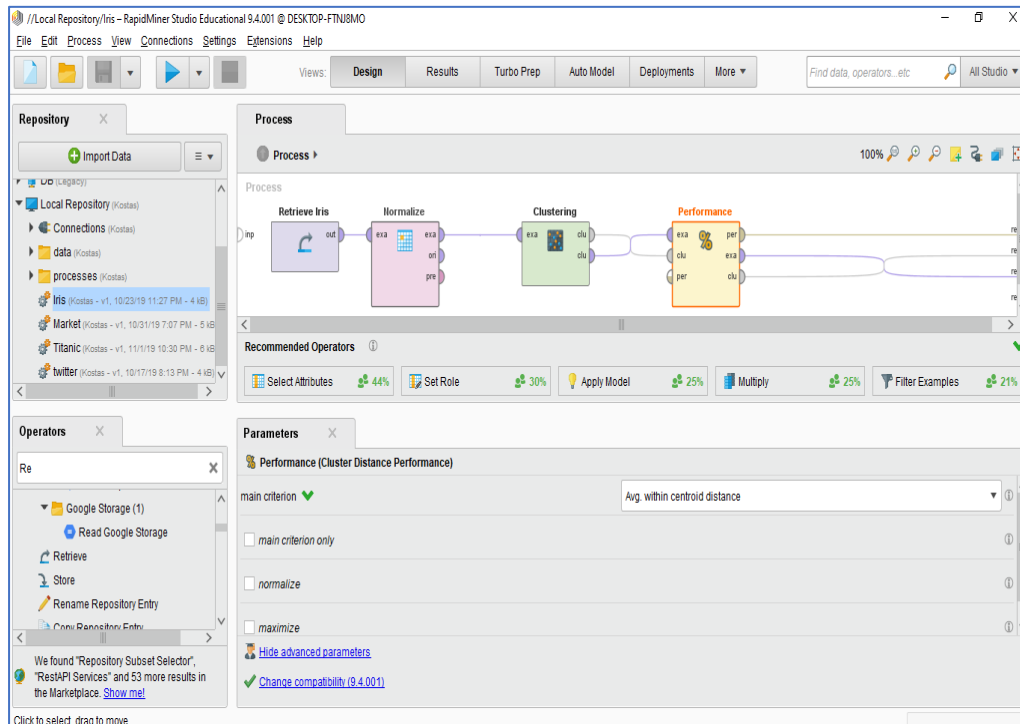 //Local Repository/Iris – RapidMiner Studio Educational 9.4.001 @ DESKTOP-FTNJ8MO
File Edit Process View Connections Settings Extensions Help
Views: Design Results Turbo Prep Auto Model Deployments More Find data, operators...etc All Studio
Repository
Import Data
DB (Legacy)
Local Repository (Kostas)
Connections (Kostas)
data (Kostas)
processes (Kostas)
Iris (Kostas - v1, 10/23/19 11:27 PM - 4 kB)
Market (Kostas - v1, 10/31/19 7:07 PM - 5 kB
Titanic (Kostas - v1, 11/1/19 10:30 PM - 6 kB
twitter (Kostas - v1, 10/17/19 8:13 PM - 4 kB)
Process
Process
100%
Process
Retrieve Iris Normalize Clustering Performance
inp out exa exa exa clu exa per
ori clu clu exa
pre per clu
re
re
re
re
Recommended Operators
Select Attributes 44% Set Role 30% Apply Model 25% Multiply 25% Filter Examples 21%
Operators
Re
Google Storage (1)
Read Google Storage
Retrieve
Store
Rename Repository Entry
Copy Repository Entry
We found "Repository Subset Selector",
"RestAPI Services" and 53 more results in
the Marketplace. Show me!
Parameters
Performance (Cluster Distance Performance)
main criterion Avg. within centroid distance
main criterion only
normalize
maximize
Hide advanced parameters
Change compatibility (9.4.001)
Click to select, drag to move